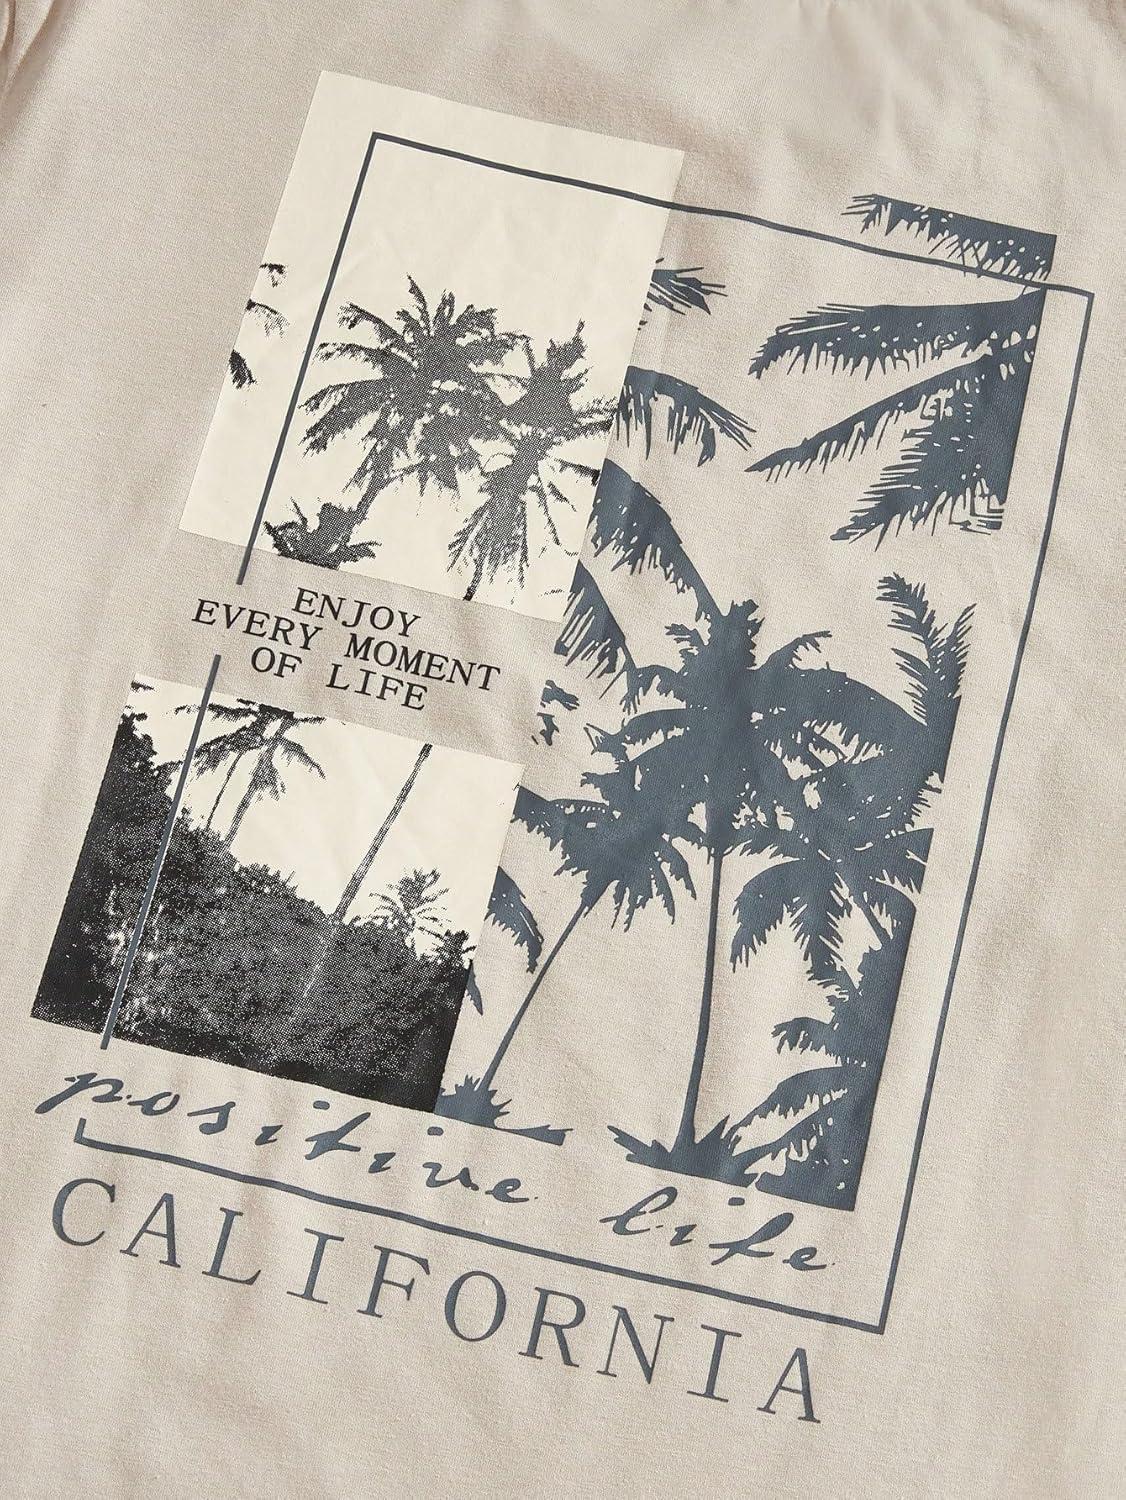 ENJOY
EVERY MOMENT
OF LIFE
positive life
CALIFORNIA